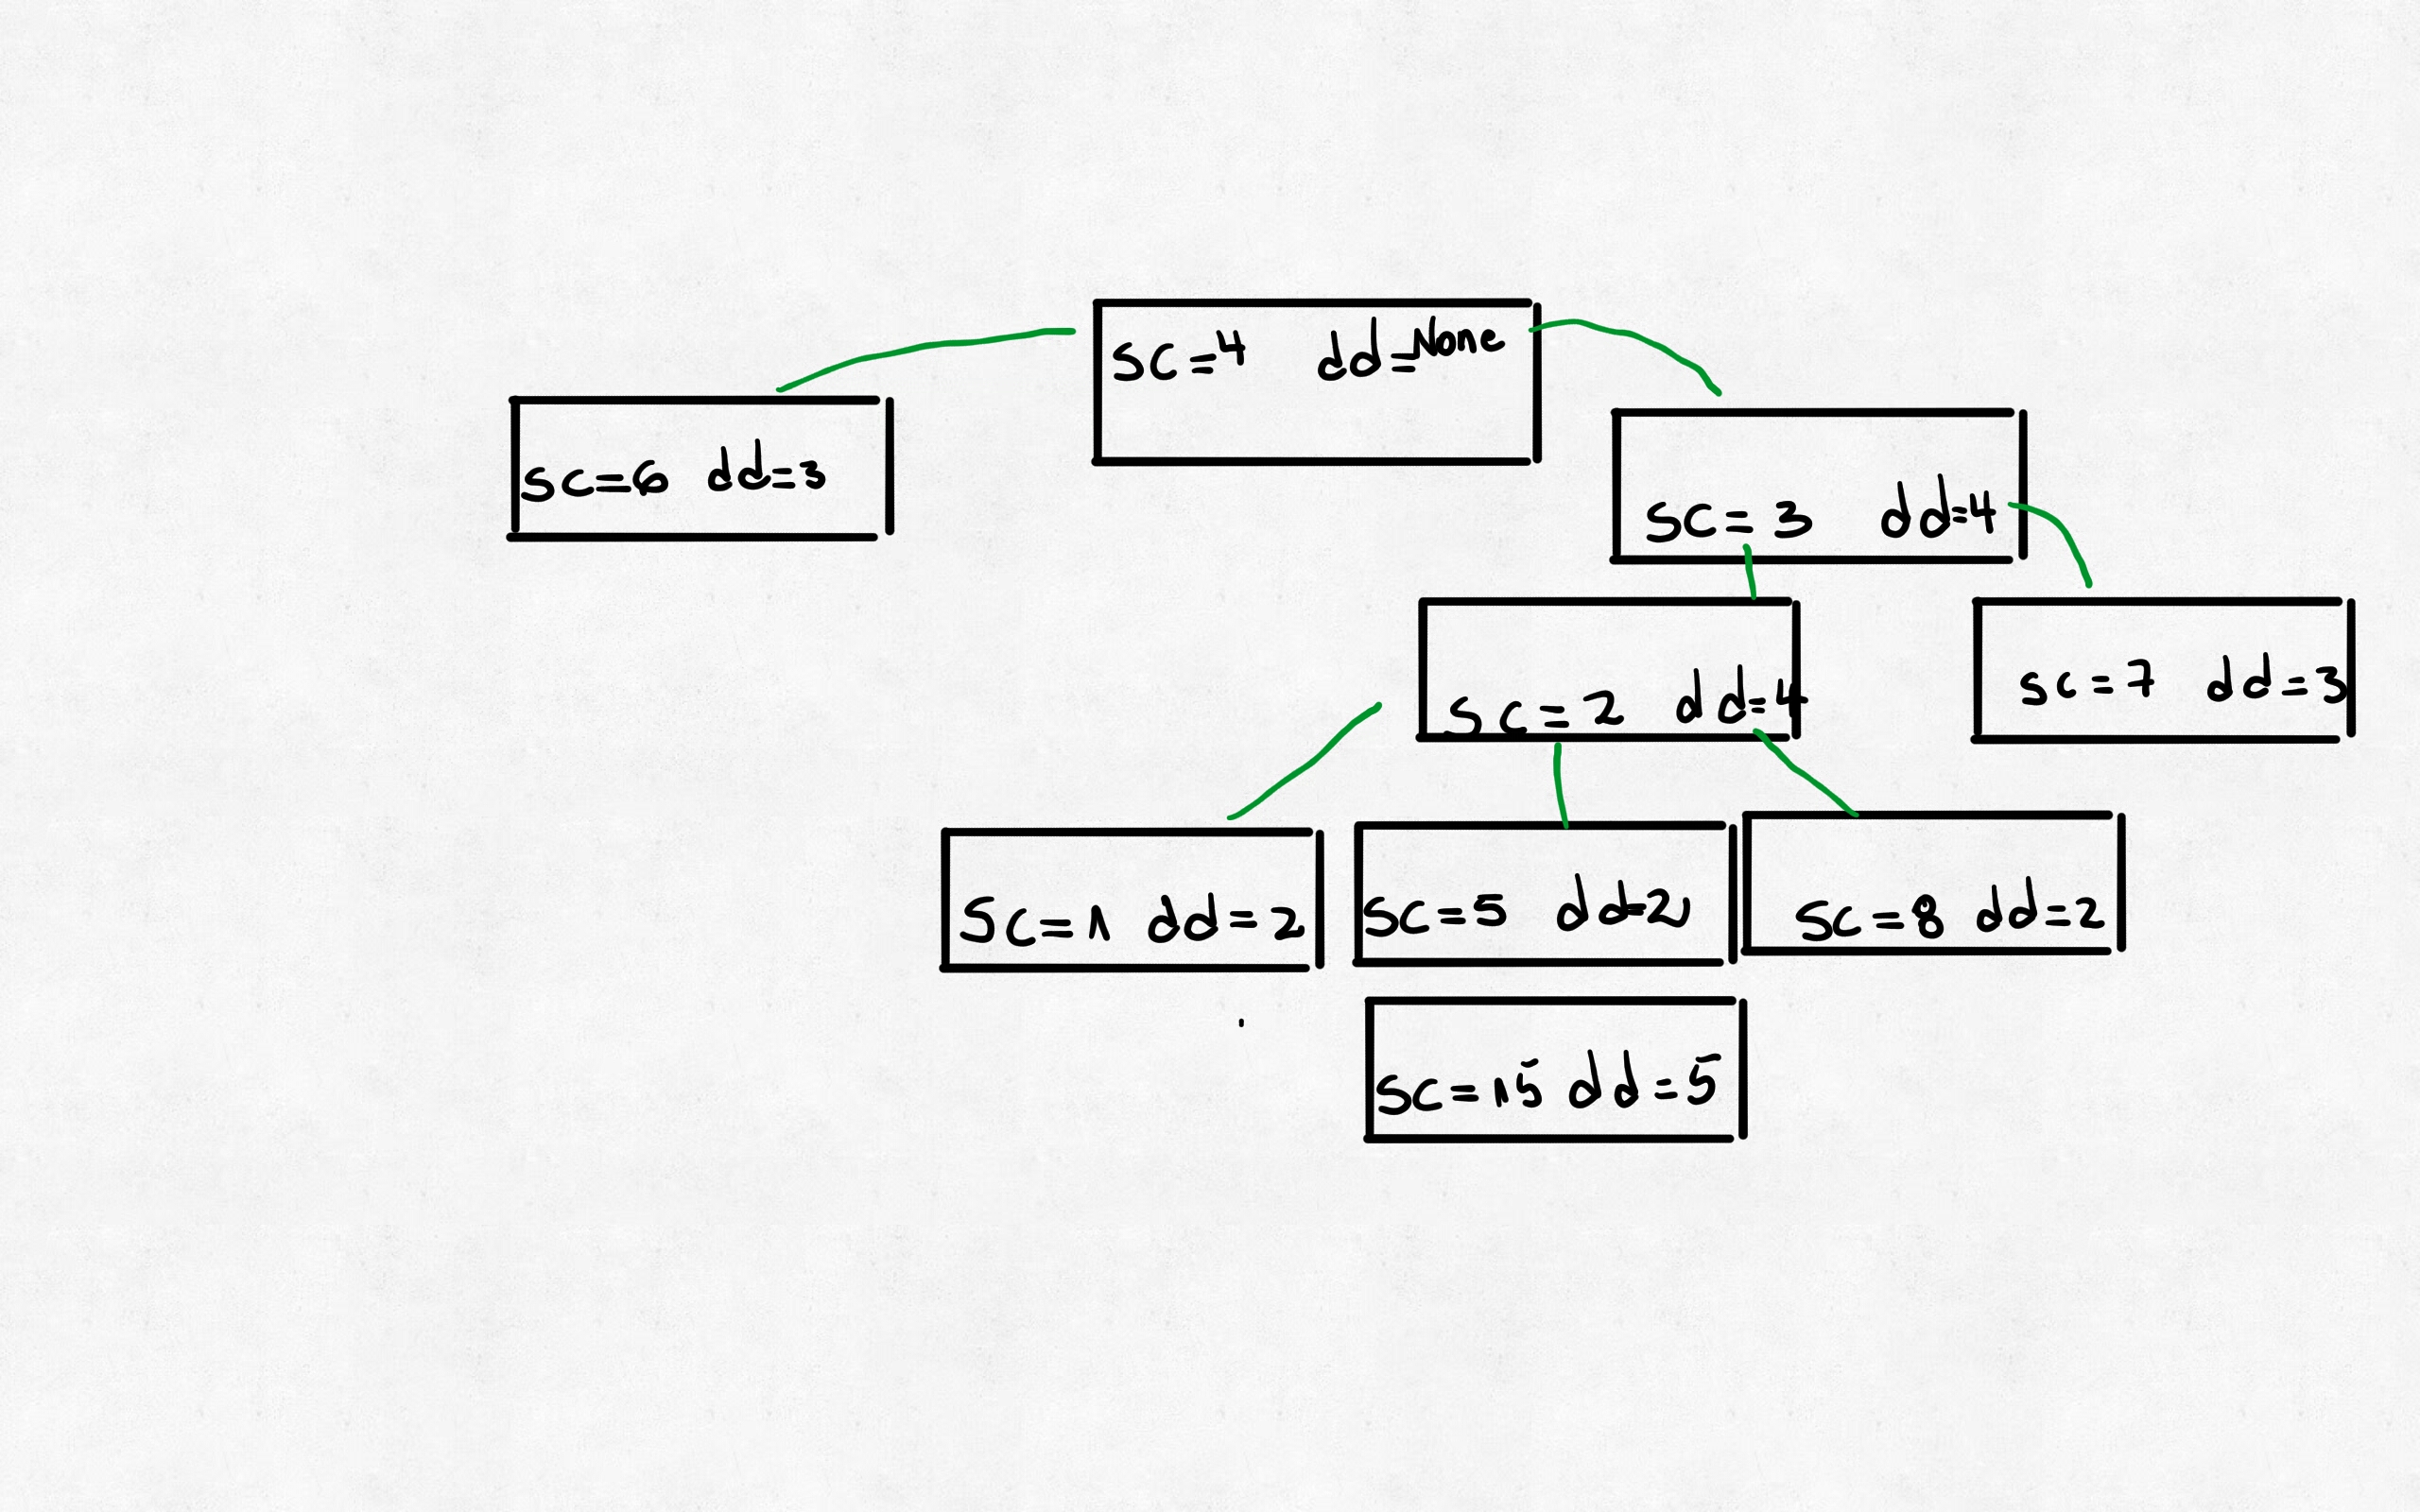 sc=4 dd=None
sc=6 dd=3
sc=3 dd=4
sc=2 dd=4
sc=7 dd=3
sc=1 dd=2
sc=5 dd=2
sc=8 dd=2
sc=15 dd=5